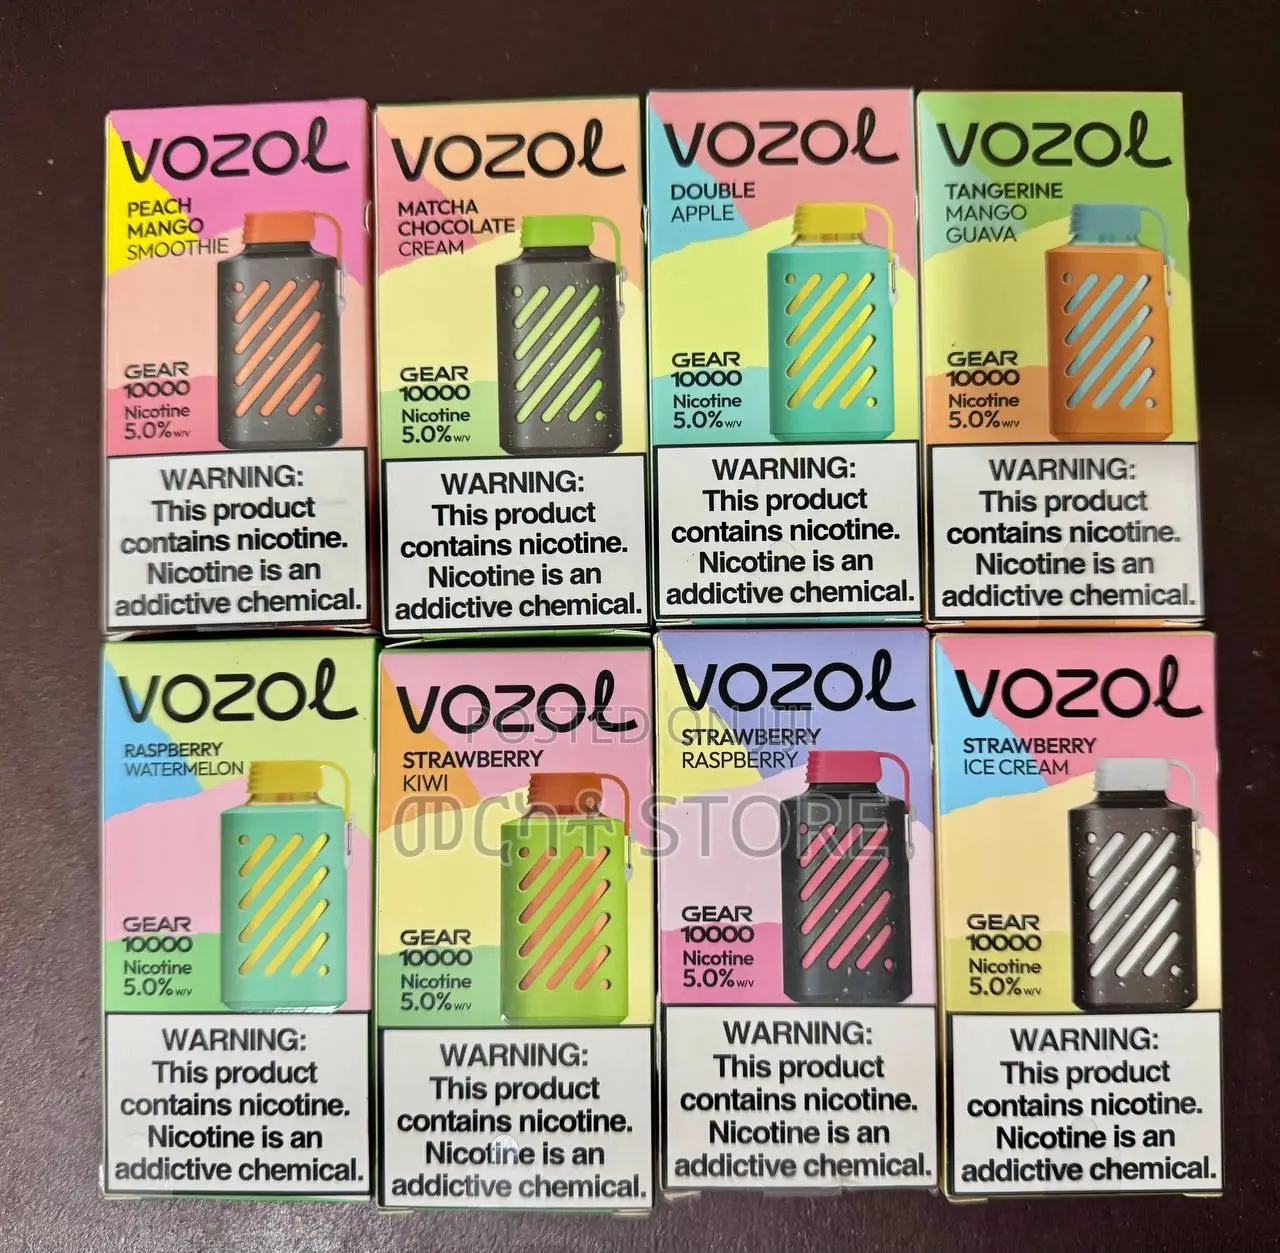 VOZOL
PEACH
MANGO
SMOOTHIE
GEAR
10000
Nicotine
5.0% w/v
WARNING:
This product
contains nicotine.
Nicotine is an
addictive chemical.
VOZOL
MATCHA
CHOCOLATE
CREAM
GEAR
10000
Nicotine
5.0% w/v
WARNING:
This product
contains nicotine.
Nicotine is an
addictive chemical.
VOZOL
DOUBLE
APPLE
GEAR
10000
Nicotine
5.0% w/v
WARNING:
This product
contains nicotine.
Nicotine is an
addictive chemical.
VOZOL
TANGERINE
MANGO
GUAVA
GEAR
10000
Nicotine
5.0% w/v
WARNING:
This product
contains nicotine.
Nicotine is an
addictive chemical.
VOZOL
RASPBERRY
WATERMELON
GEAR
10000
Nicotine
5.0% w/v
WARNING:
This product
contains nicotine.
Nicotine is an
addictive chemical.
VOZOL
STRAWBERRY
KIWI
GEAR
10000
Nicotine
5.0% w/v
WARNING:
This product
contains nicotine.
Nicotine is an
addictive chemical.
VOZOL
STRAWBERRY
RASPBERRY
GEAR
10000
Nicotine
5.0% w/v
WARNING:
This product
contains nicotine.
Nicotine is an
addictive chemical.
VOZOL
STRAWBERRY
ICE CREAM
GEAR
10000
Nicotine
5.0% w/v
WARNING:
This product
contains nicotine.
Nicotine is an
addictive chemical.
POSTED ON JIJI
STORE